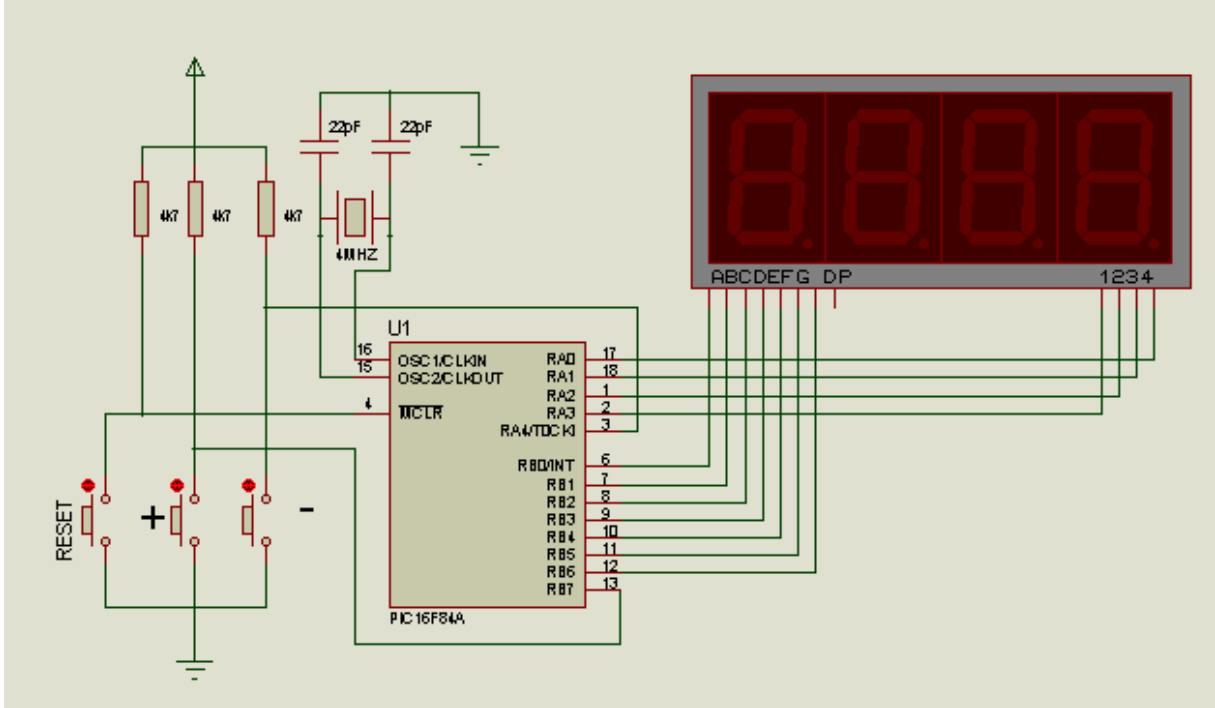 22pF 22pF
4K7 4K7 4K7
4MHZ
ABCDEFG DP 1234
U1
16 OSC1/CLKIN RA0 17
15 OSC2/CLKOUT RA1 18
RA2 1
4 MCLR RA3 2
RA4/T0CKI 3
RB0/INT 6
RB1 7
RB2 8
RB3 9
RB4 10
RB5 11
RB6 12
RB7 13
PIC16F84A
RESET + -